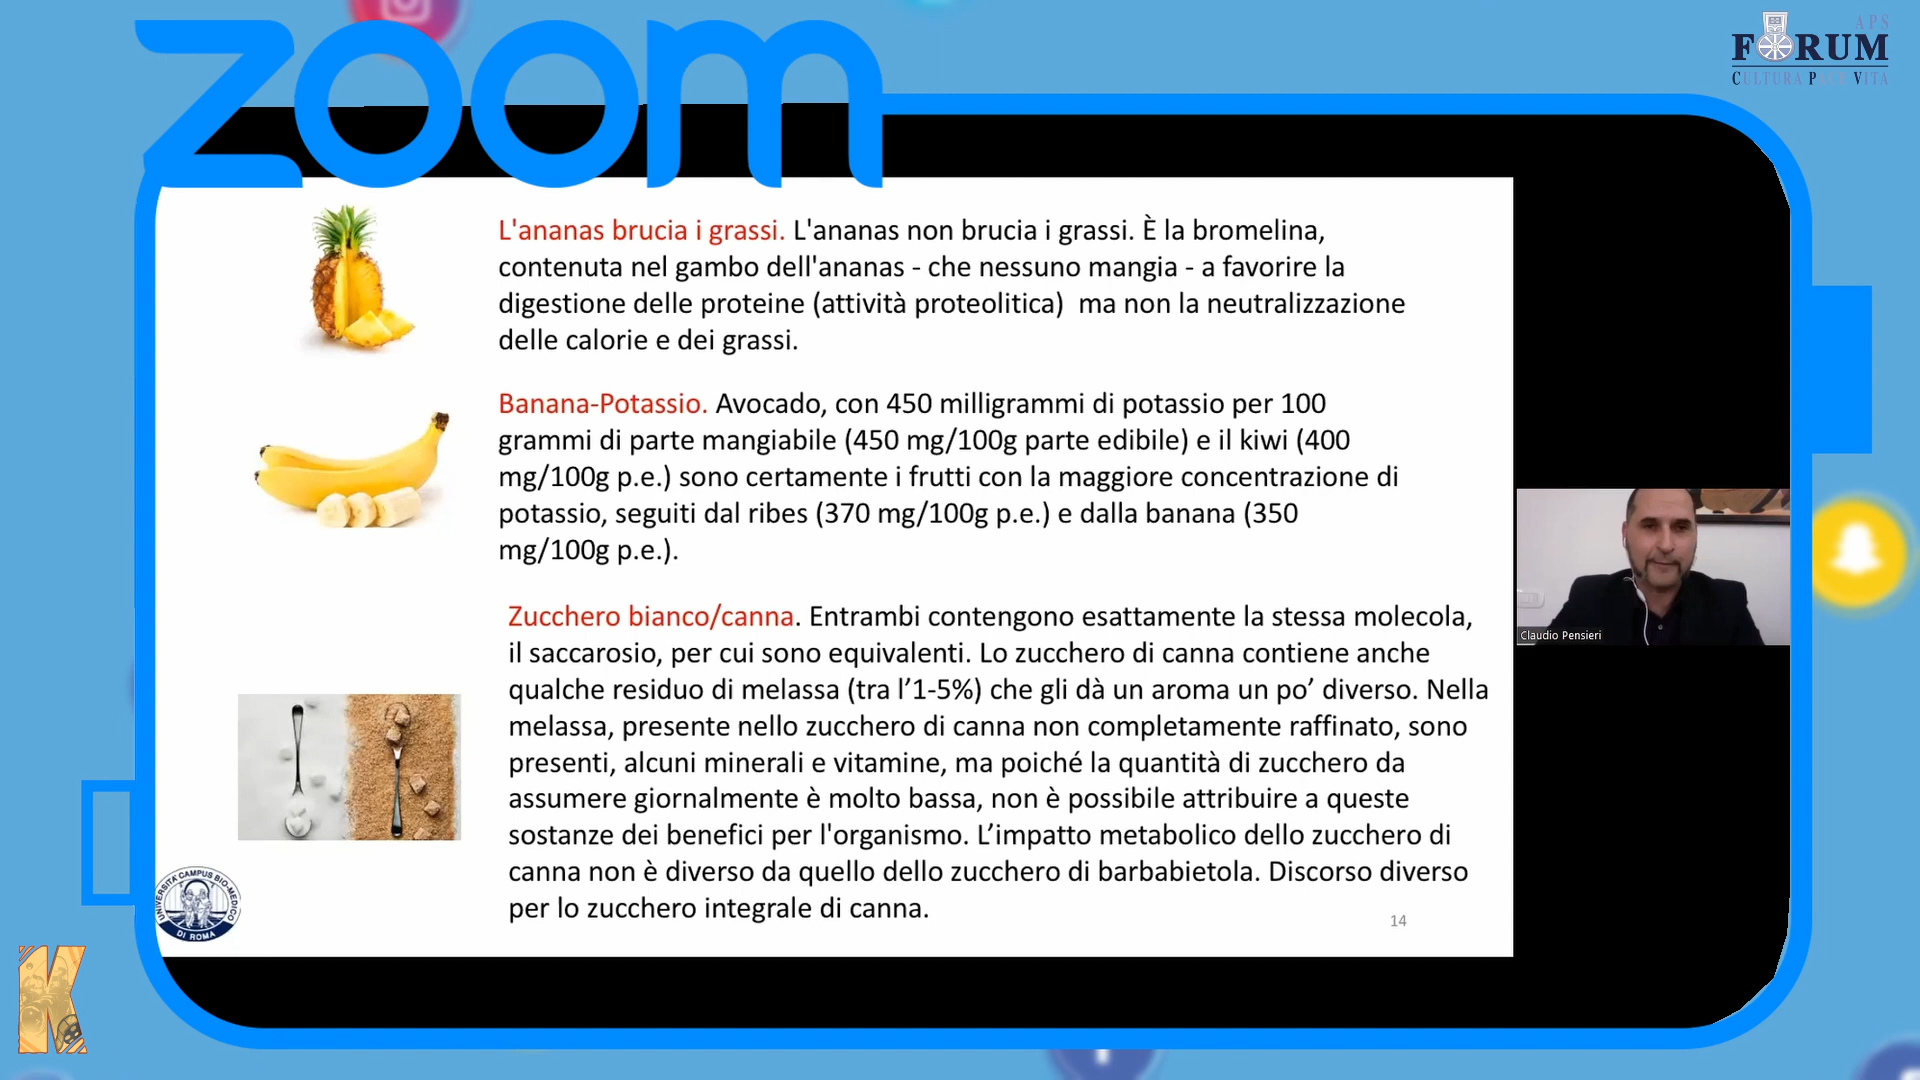 zoom
APS
FORUM
CULTURA PACE VITA
L'ananas brucia i grassi. L'ananas non brucia i grassi. È la bromelina,
contenuta nel gambo dell'ananas - che nessuno mangia - a favorire la
digestione delle proteine (attività proteolitica)  ma non la neutralizzazione
delle calorie e dei grassi.
Banana-Potassio. Avocado, con 450 milligrammi di potassio per 100
grammi di parte mangiabile (450 mg/100g parte edibile) e il kiwi (400
mg/100g p.e.) sono certamente i frutti con la maggiore concentrazione di
potassio, seguiti dal ribes (370 mg/100g p.e.) e dalla banana (350
mg/100g p.e.).
Zucchero bianco/canna. Entrambi contengono esattamente la stessa molecola,
il saccarosio, per cui sono equivalenti. Lo zucchero di canna contiene anche
qualche residuo di melassa (tra l’1-5%) che gli dà un aroma un po’ diverso. Nella
melassa, presente nello zucchero di canna non completamente raffinato, sono
presenti, alcuni minerali e vitamine, ma poiché la quantità di zucchero da
assumere giornalmente è molto bassa, non è possibile attribuire a queste
sostanze dei benefici per l'organismo. L’impatto metabolico dello zucchero di
canna non è diverso da quello dello zucchero di barbabietola. Discorso diverso
per lo zucchero integrale di canna.
14
UNIVERSITA CAMPUS BIO-MEDICO
DI ROMA
Claudio Pensieri
K